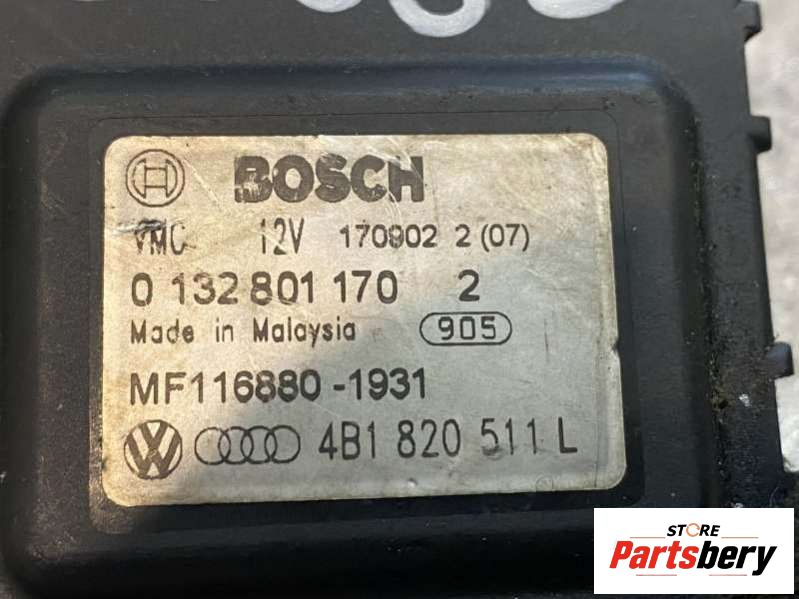 BOSCH
VMC 12V 170902 2 (07)
0 132 801 170 2
Made in Malaysia 905
MF116880-1931
4B1 820 511 L
STORE
Partsbery